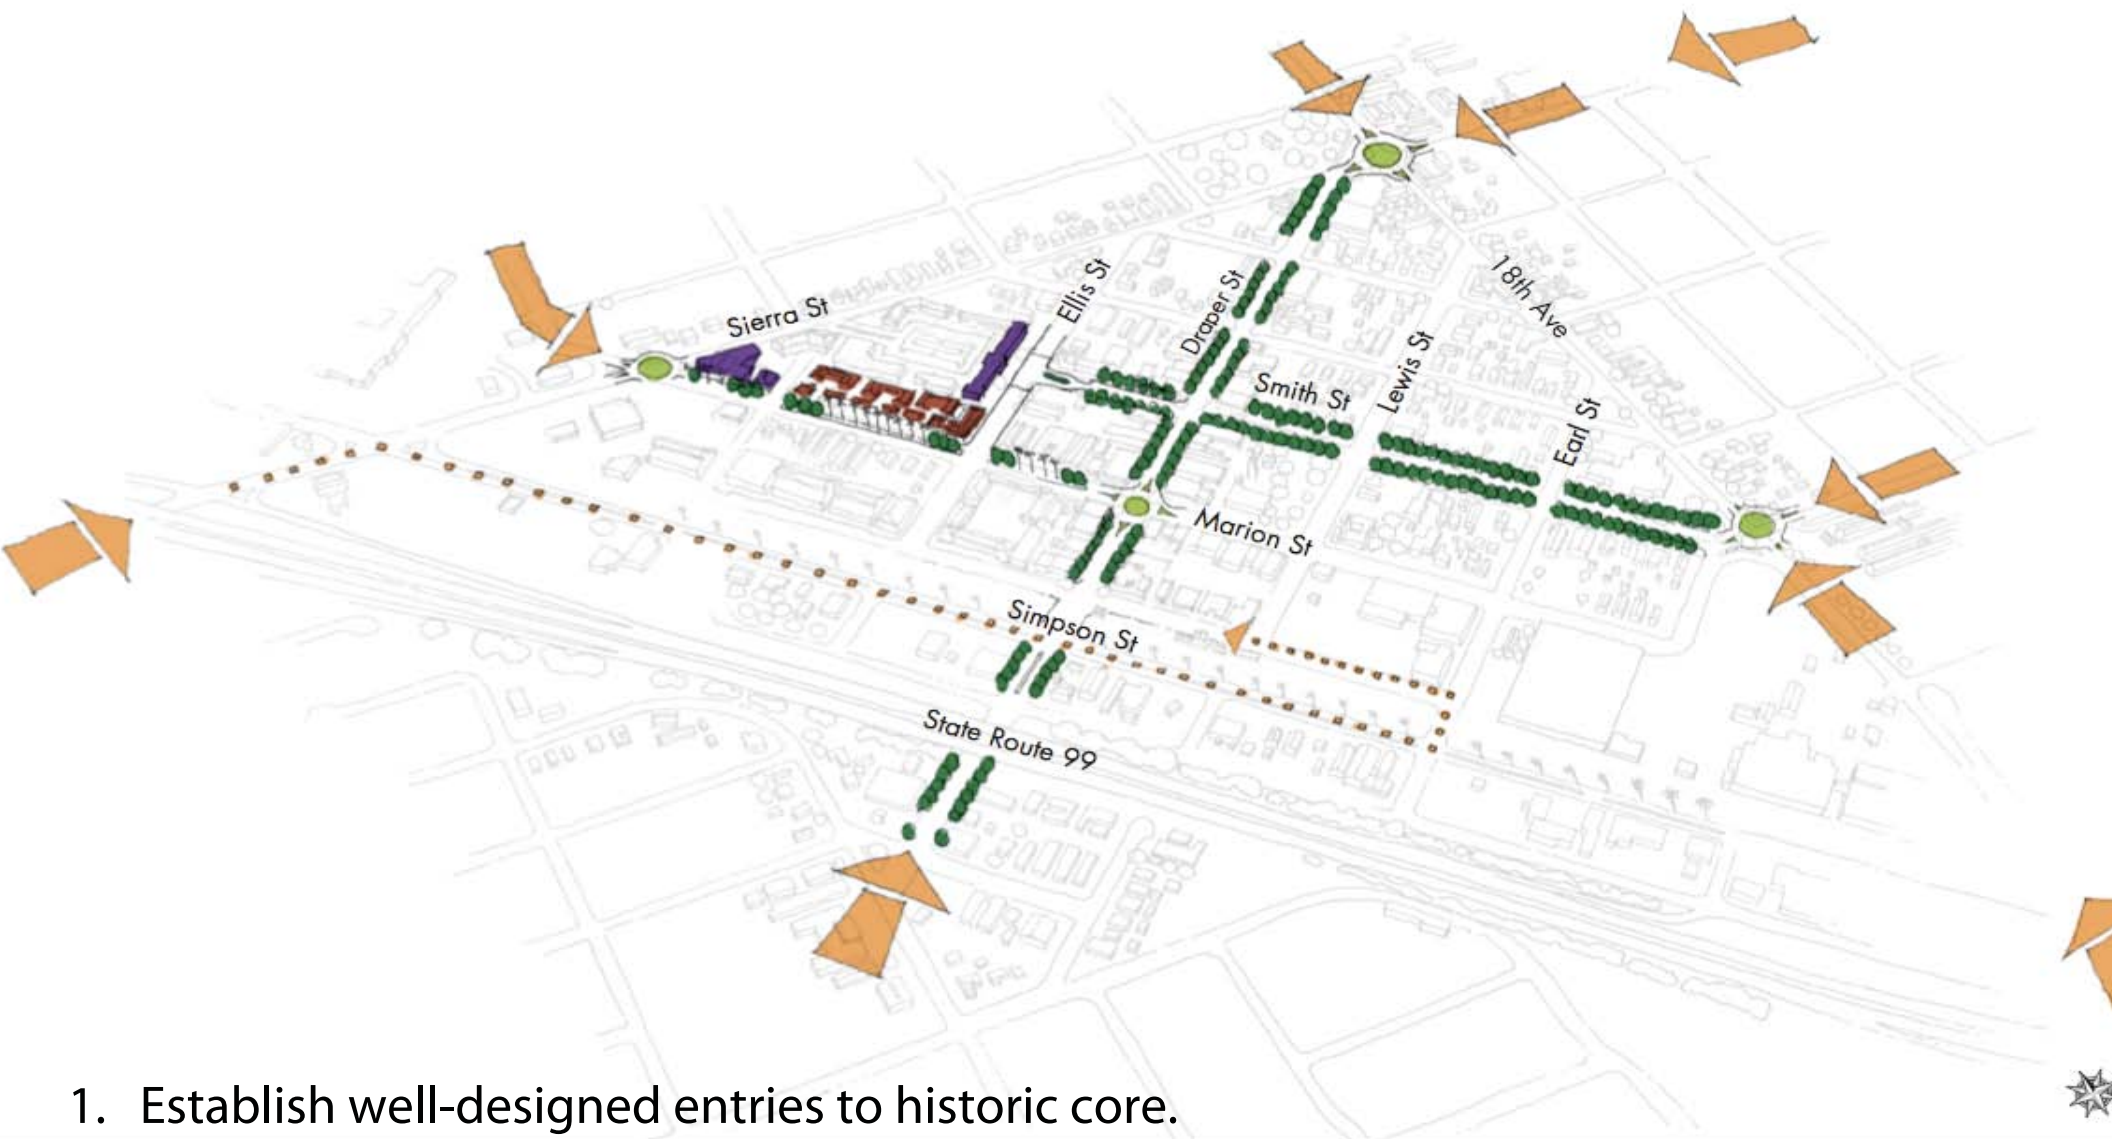 Sierra St
Ellis St
Draper St
18th Ave
Smith St
Lewis St
Earl St
Marion St
Simpson St
State Route 99
1. Establish well-designed entries to historic core.